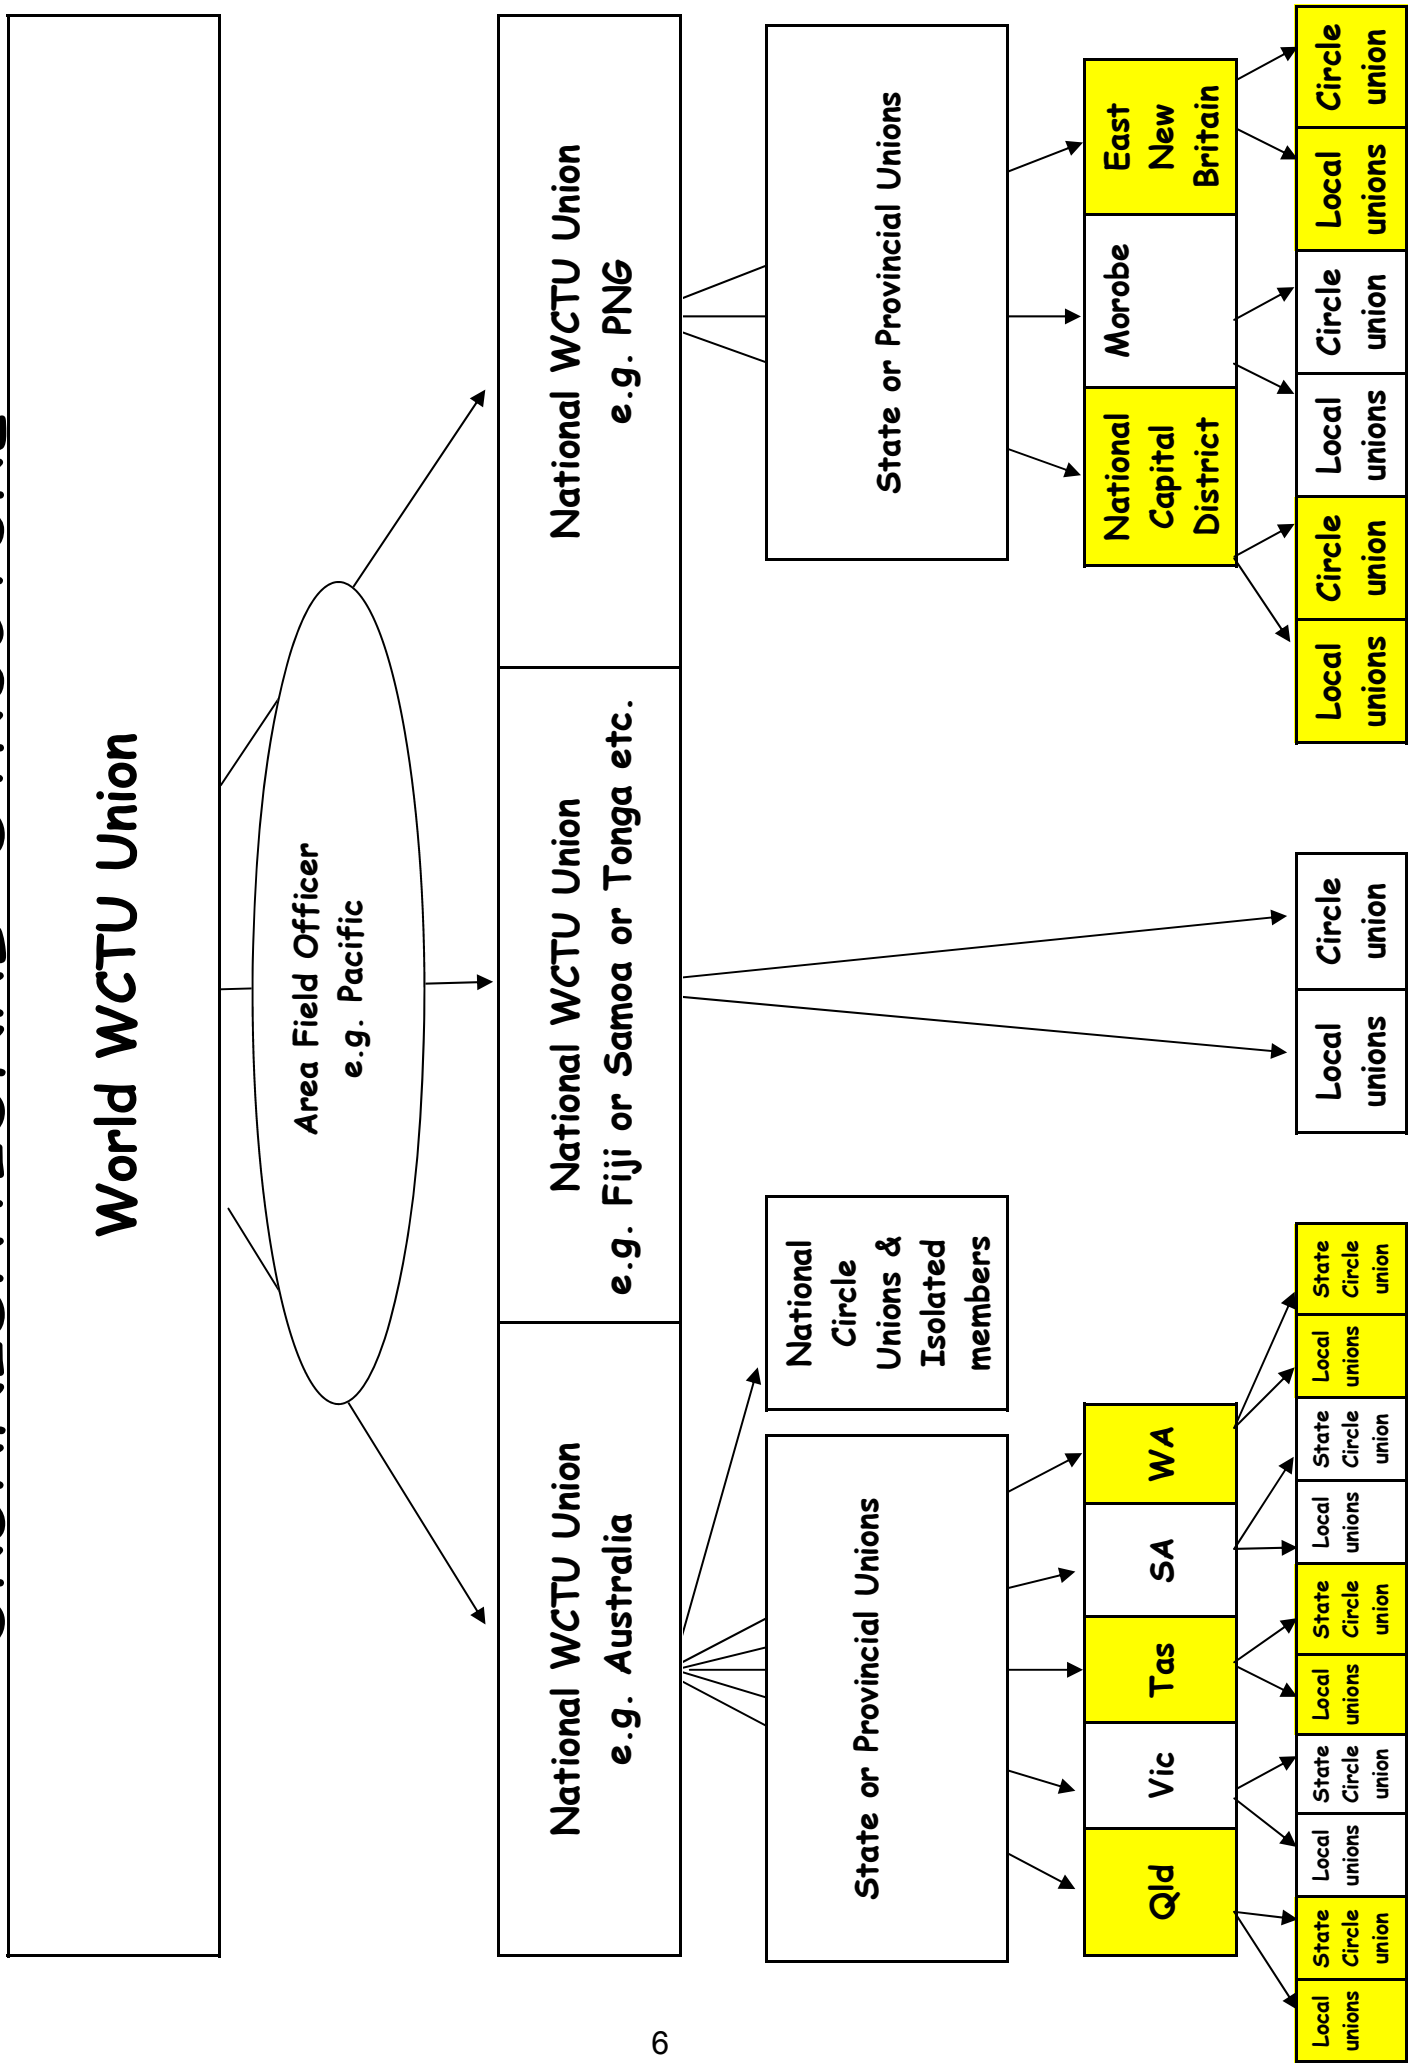 World WCTU Union
Area Field Officer
e.g. Pacific
National WCTU Union
e.g. Australia
National WCTU Union
e.g. Fiji or Samoa or Tonga etc.
National WCTU Union
e.g. PNG
State or Provincial Unions
National
Circle
Unions &
Isolated
members
State or Provincial Unions
Qld
Vic
Tas
SA
WA
National
Capital
District
Morobe
East
New
Britain
Local
unions
State
Circle
union
Local
unions
State
Circle
union
Local
unions
State
Circle
union
Local
unions
State
Circle
union
Local
unions
State
Circle
union
Local
unions
Circle
union
Local
unions
Circle
union
Local
unions
Circle
union
Local
unions
Circle
union
6